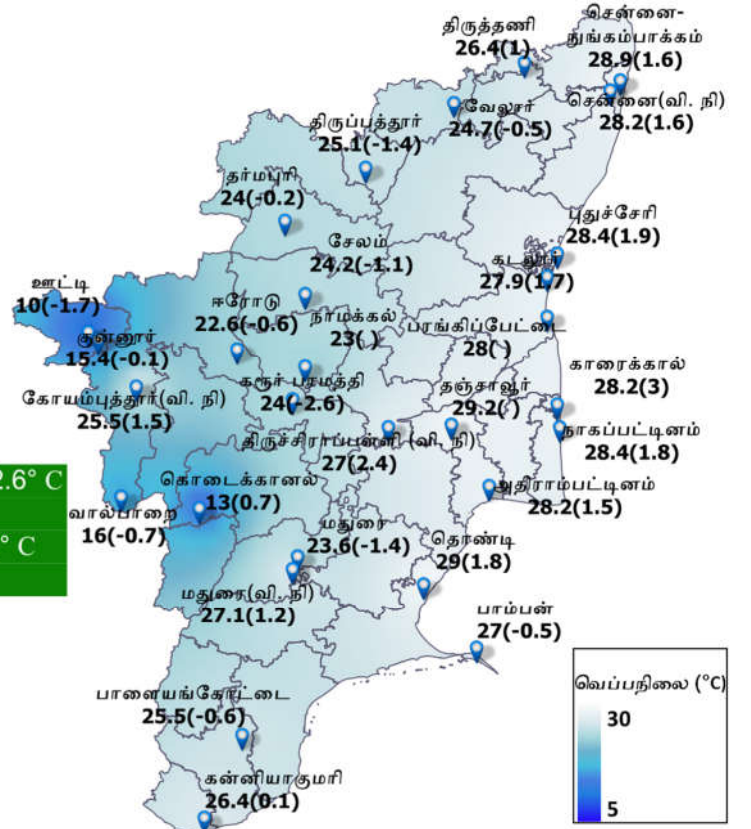 சென்னை-
நுங்கம்பாக்கம்
28.9(1.6)
திருத்தணி
26.4(1)
சென்னை(வி. நி)
28.2(1.6)
வேலூர்
24.7(-0.5)
திருப்பத்தூர்
25.1(-1.4)
தர்மபுரி
24(-0.2)
புதுச்சேரி
28.4(1.9)
சேலம்
24.2(-1.1)
கடலூர்
27.9(1.7)
ஊட்டி
10(-1.7)
ஈரோடு
22.6(-0.6)
நாமக்கல்
23( )
பரங்கிப்பேட்டை
28( )
குன்னூர்
15.4(-0.1)
காரைக்கால்
28.2(3)
கரூர் பரமத்தி
24(-2.6)
தஞ்சாவூர்
29.2( )
கோயம்புத்தூர்(வி. நி)
25.5(1.5)
நாகப்பட்டினம்
28.4(1.8)
திருச்சிராப்பள்ளி (வி. நி)
27(2.4)
கொடைக்கானல்
13(0.7)
2.6° C
அதிராம்பட்டினம்
28.2(1.5)
வால்பாறை
16(-0.7)
° C
மதுரை
23.6(-1.4)
தொண்டி
29(1.8)
மதுரை(வி. நி)
27.1(1.2)
பாம்பன்
27(-0.5)
பாளையங்கோட்டை
25.5(-0.6)
கன்னியாகுமரி
26.4(0.1)
வெப்பநிலை (°C)
30
5